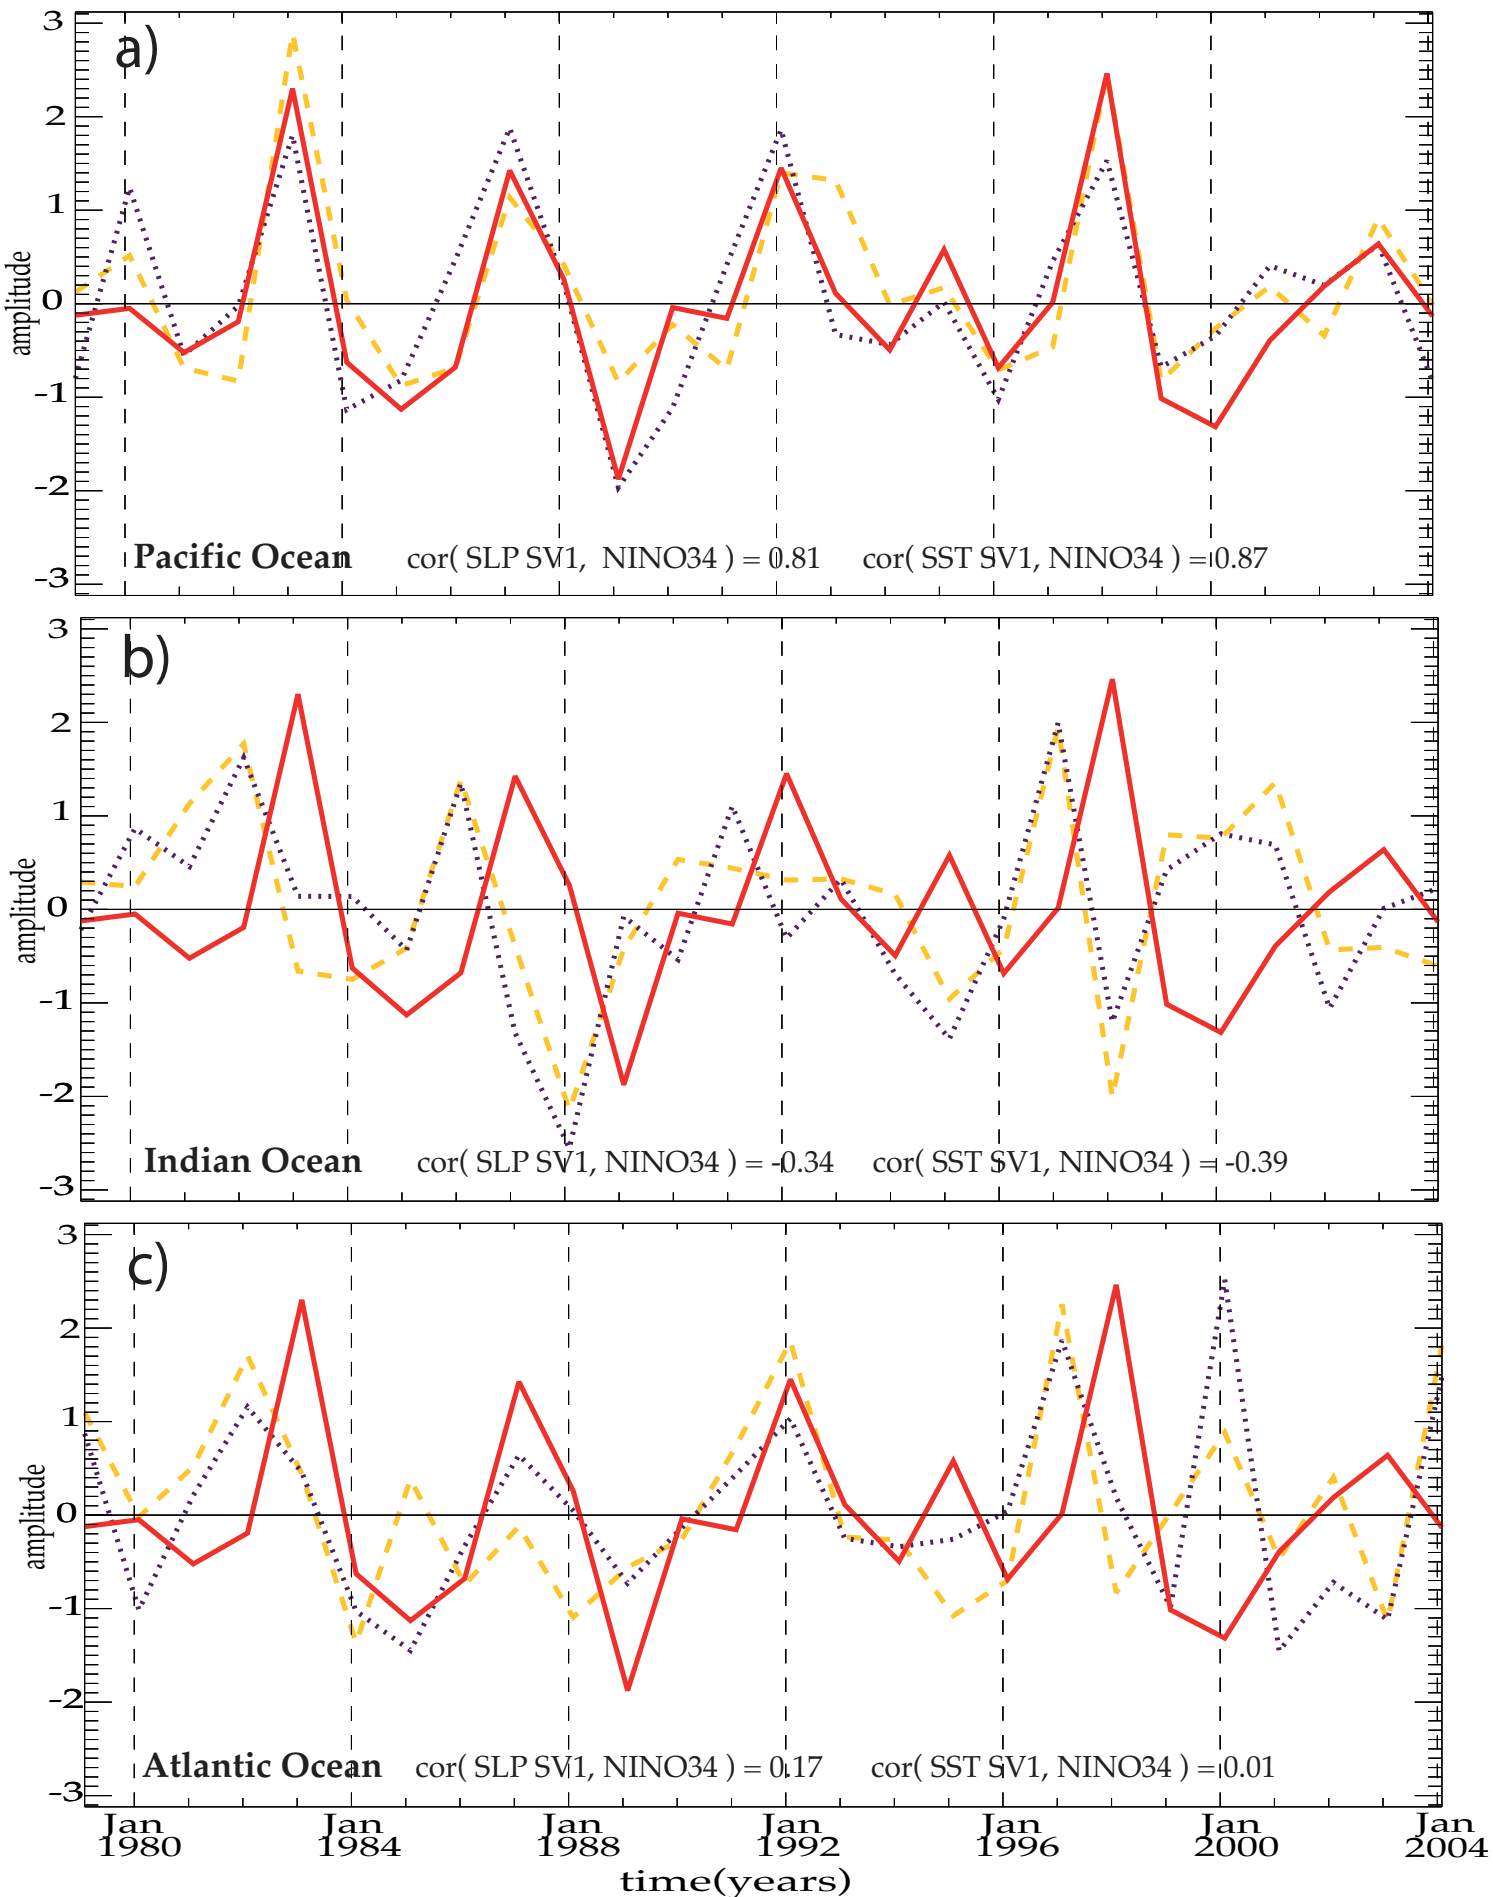 3
a)
2
1
0
-1
-2
-3
amplitude
Pacific Ocean cor( SLP SV1, NINO34 ) = 0.81 cor( SST SV1, NINO34 ) = 0.87
3
b)
2
1
0
-1
-2
-3
amplitude
Indian Ocean cor( SLP SV1, NINO34 ) = -0.34 cor( SST SV1, NINO34 ) = -0.39
3
c)
2
1
0
-1
-2
-3
amplitude
Atlantic Ocean cor( SLP SV1, NINO34 ) = 0.17 cor( SST SV1, NINO34 ) = 0.01
Jan Jan Jan Jan Jan Jan Jan
1980 1984 1988 1992 1996 2000 2004
time(years)